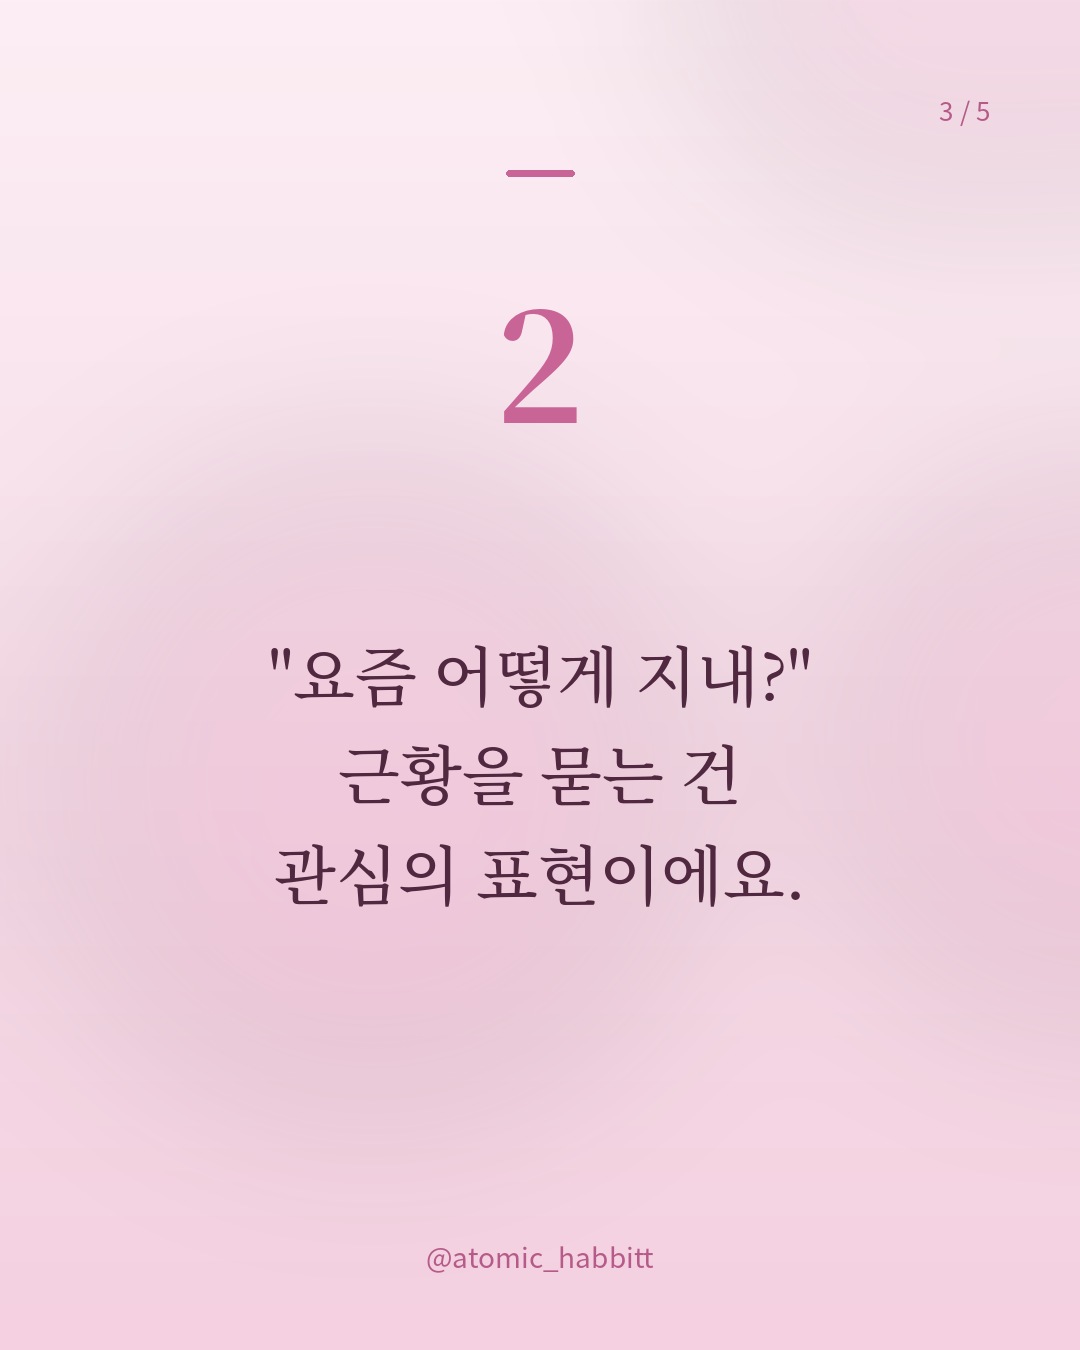 3 / 5
2
"요즘 어떻게 지내?"
근황을 묻는 건
관심의 표현이에요.
@atomic_habbitt